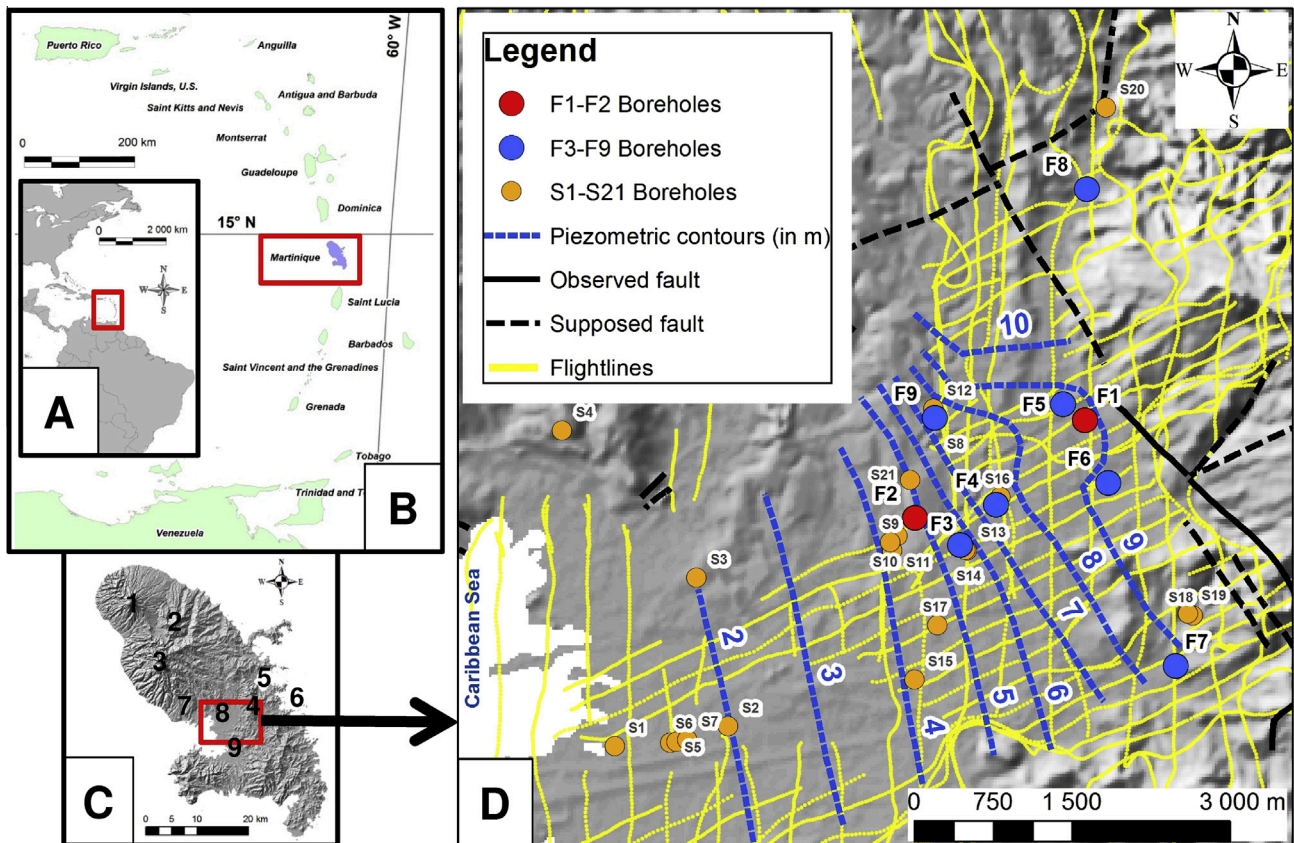 Puerto Rico
Anguilla
60° W
Virgin Islands, U.S.
Antigua and Barbuda
Saint Kitts and Nevis
Montserrat
0 200 km
Guadeloupe
Dominica
15° N
Martinique
Saint Lucia
Barbados
Saint Vincent and the Grenadines
Grenada
Tobago
Trinidad and T
Venezuela
B
0 2 000 km
N
W E
S
A
N
W E
S
1
2
3
5
6
7
8
4
9
C
0 10 20 km
Legend
F1-F2 Boreholes
F3-F9 Boreholes
S1-S21 Boreholes
Piezometric contours (in m)
Observed fault
Supposed fault
Flightlines
N
W E
S
S20
F8
10
S12
F9
F5
F1
S4
S8
F6
S21
F4
S16
F2
F3
S9
S13
S10
S11
S14
S3
8
9
S18
S19
S17
7
F7
2
3
S15
5
6
4
Caribbean Sea
S1
S6
S7
S2
S5
D
0 750 1 500 3 000 m